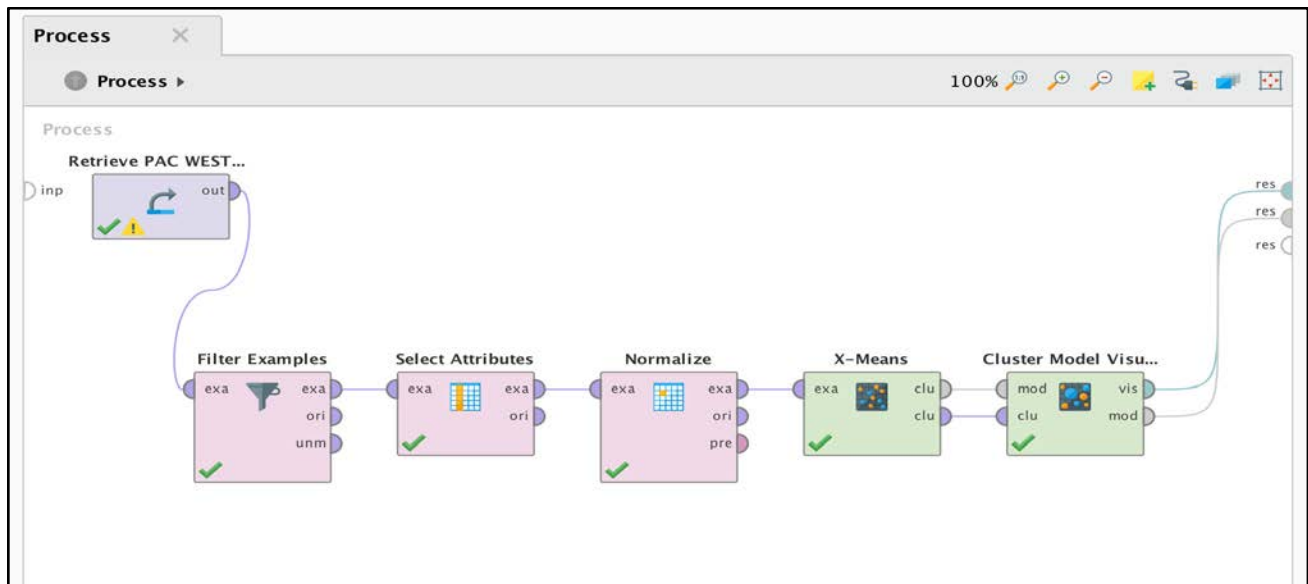 Process
Process
100%
Process
Retrieve PAC WEST...
inp
out
res
res
res
Filter Examples
exa exa
ori
unm
Select Attributes
exa exa
ori
Normalize
exa exa
ori
pre
X-Means
exa clu
clu
Cluster Model Visu...
mod vis
clu mod